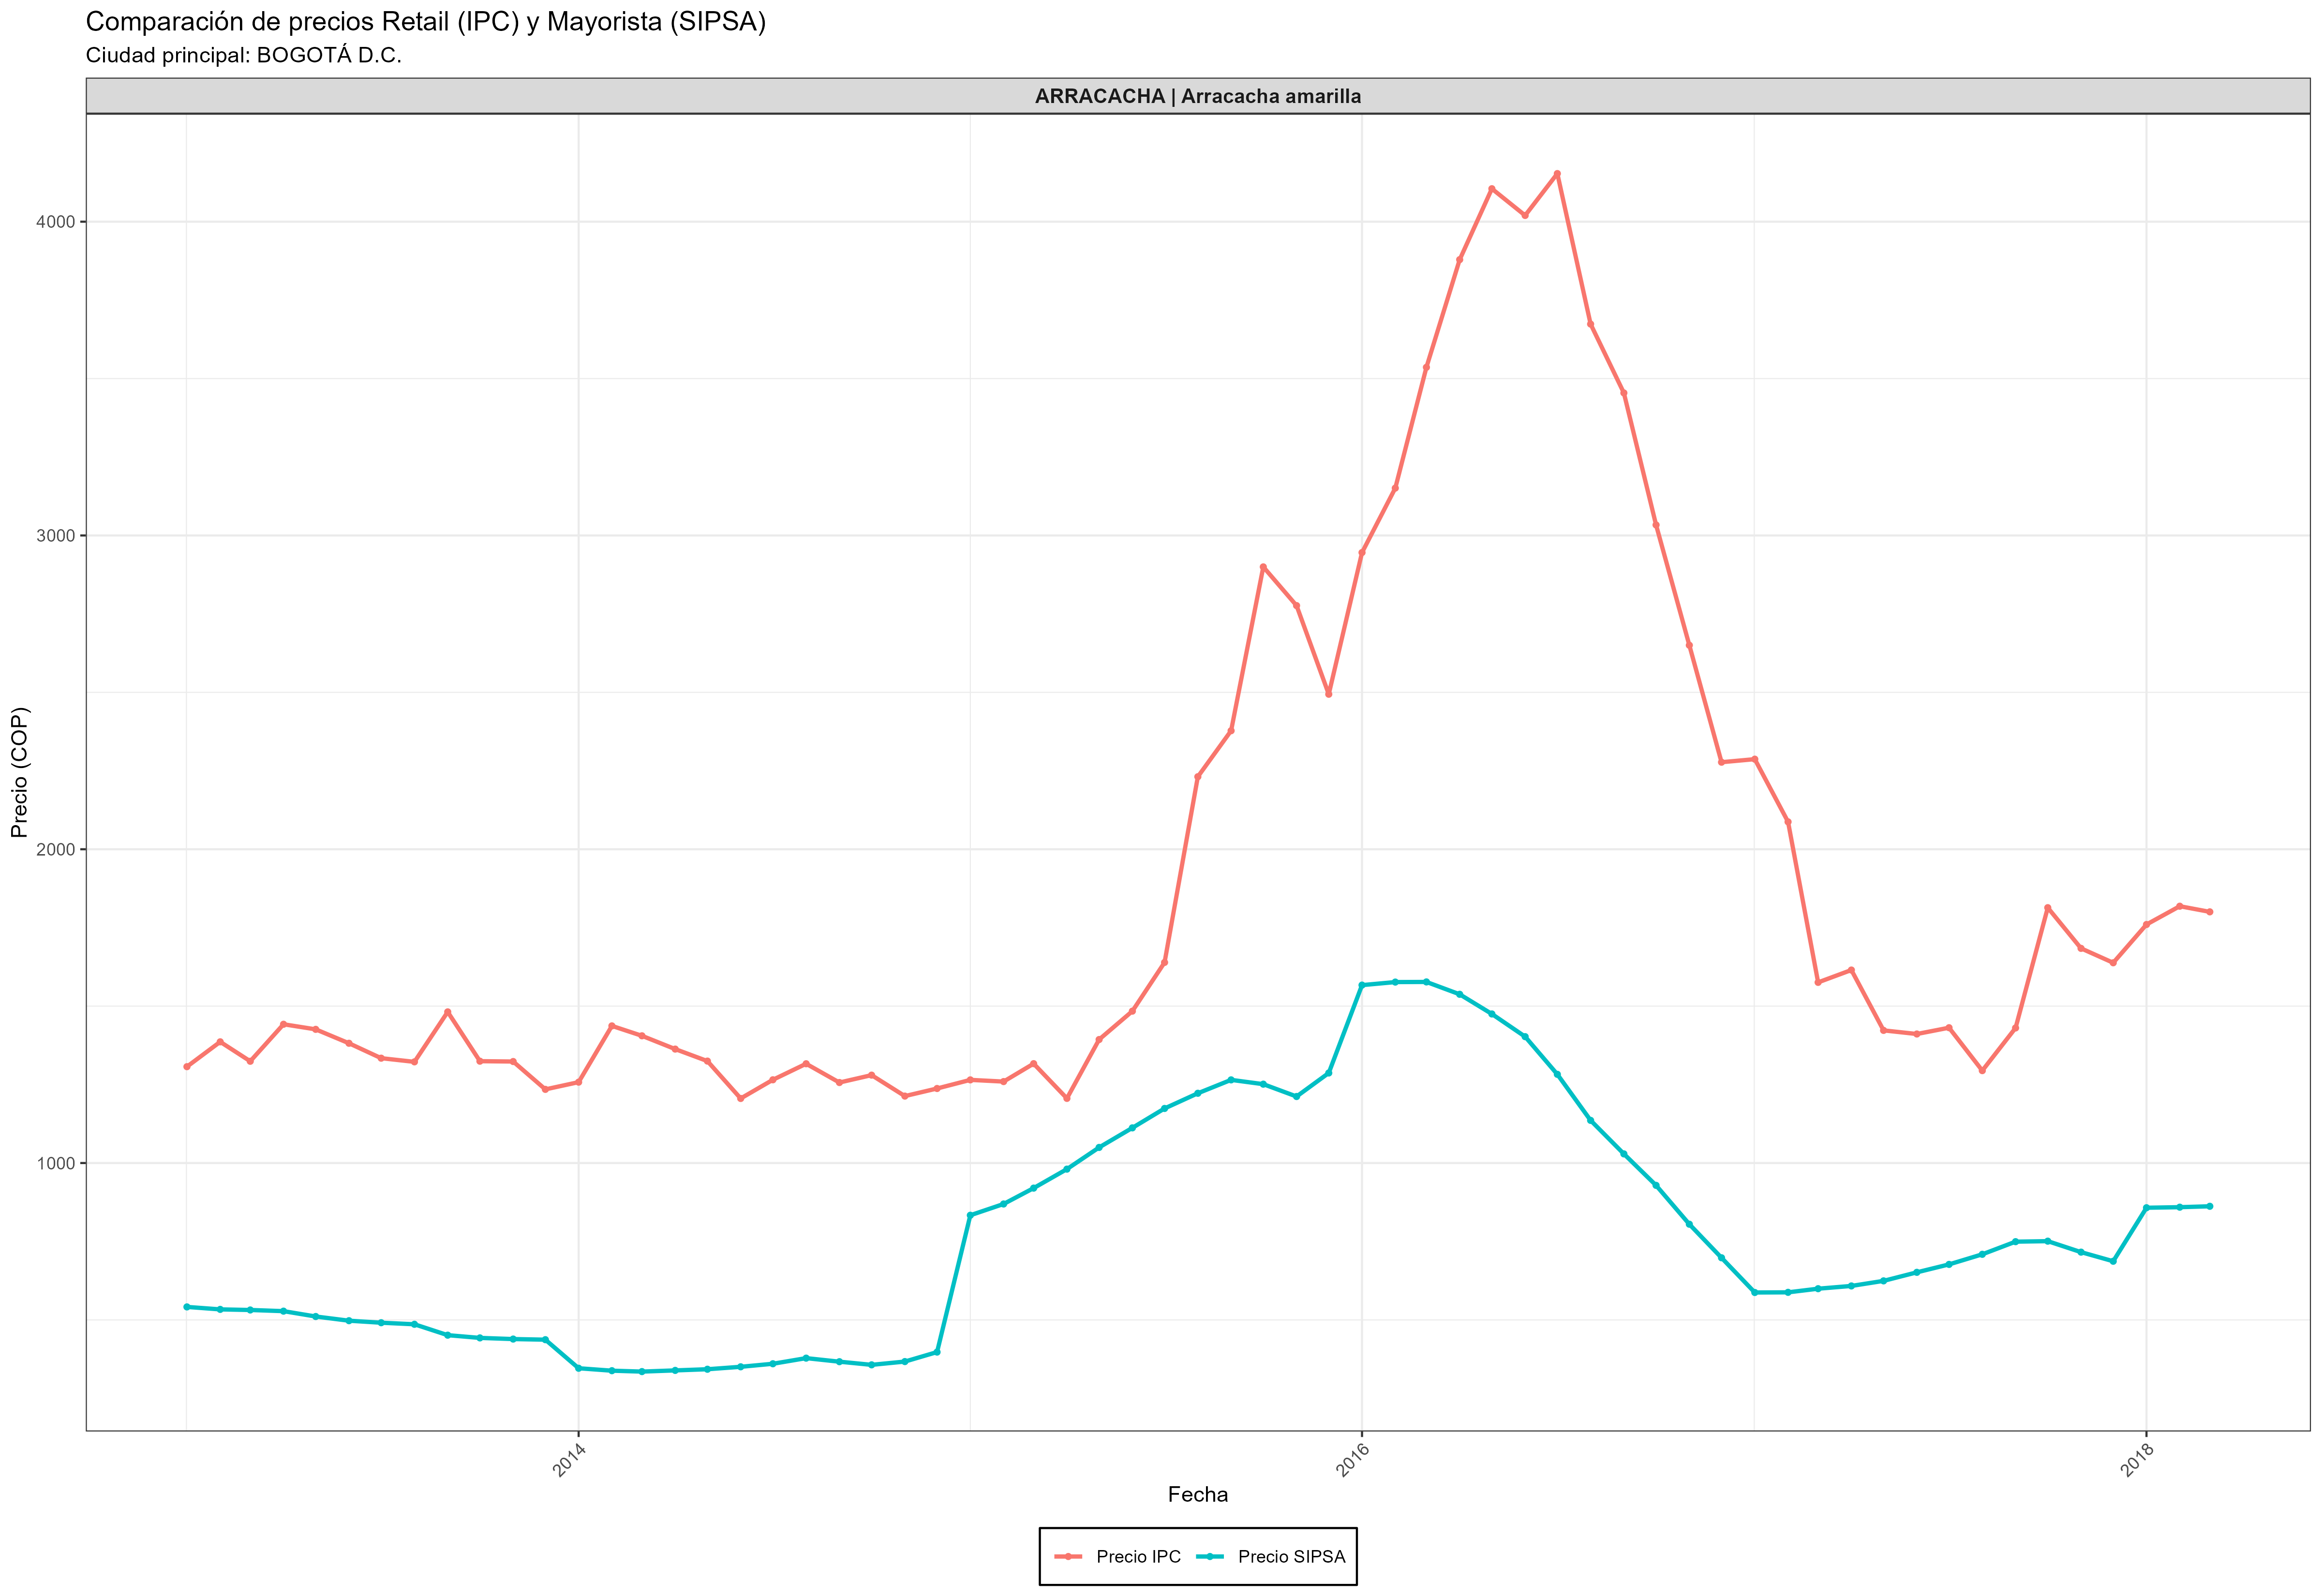 Comparación de precios Retail (IPC) y Mayorista (SIPSA)
Ciudad principal: BOGOTÁ D.C.
ARRACACHA | Arracacha amarilla
Precio (COP)
4000
3000
2000
1000
2014
2016
2018
Fecha
Precio IPC
Precio SIPSA